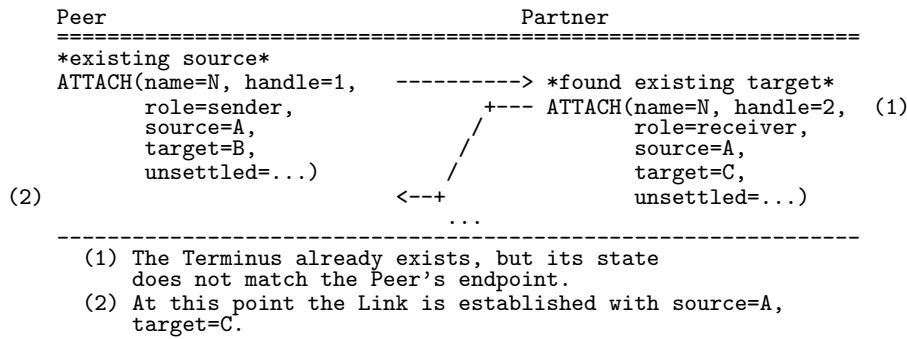 Peer                                   Partner
=================================================================
*existing source*
ATTACH(name=N, handle=1,   ----------> *found existing target*
role=sender,               +--- ATTACH(name=N, handle=2,   (1)
source=A,                 /            role=receiver,
target=B,                /             source=A,
unsettled=...)          /              target=C,
(2)                            <--+                unsettled=...)
...
-----------------------------------------------------------------
(1) The Terminus already exists, but its state
does not match the Peer's endpoint.
(2) At this point the Link is established with source=A,
target=C.